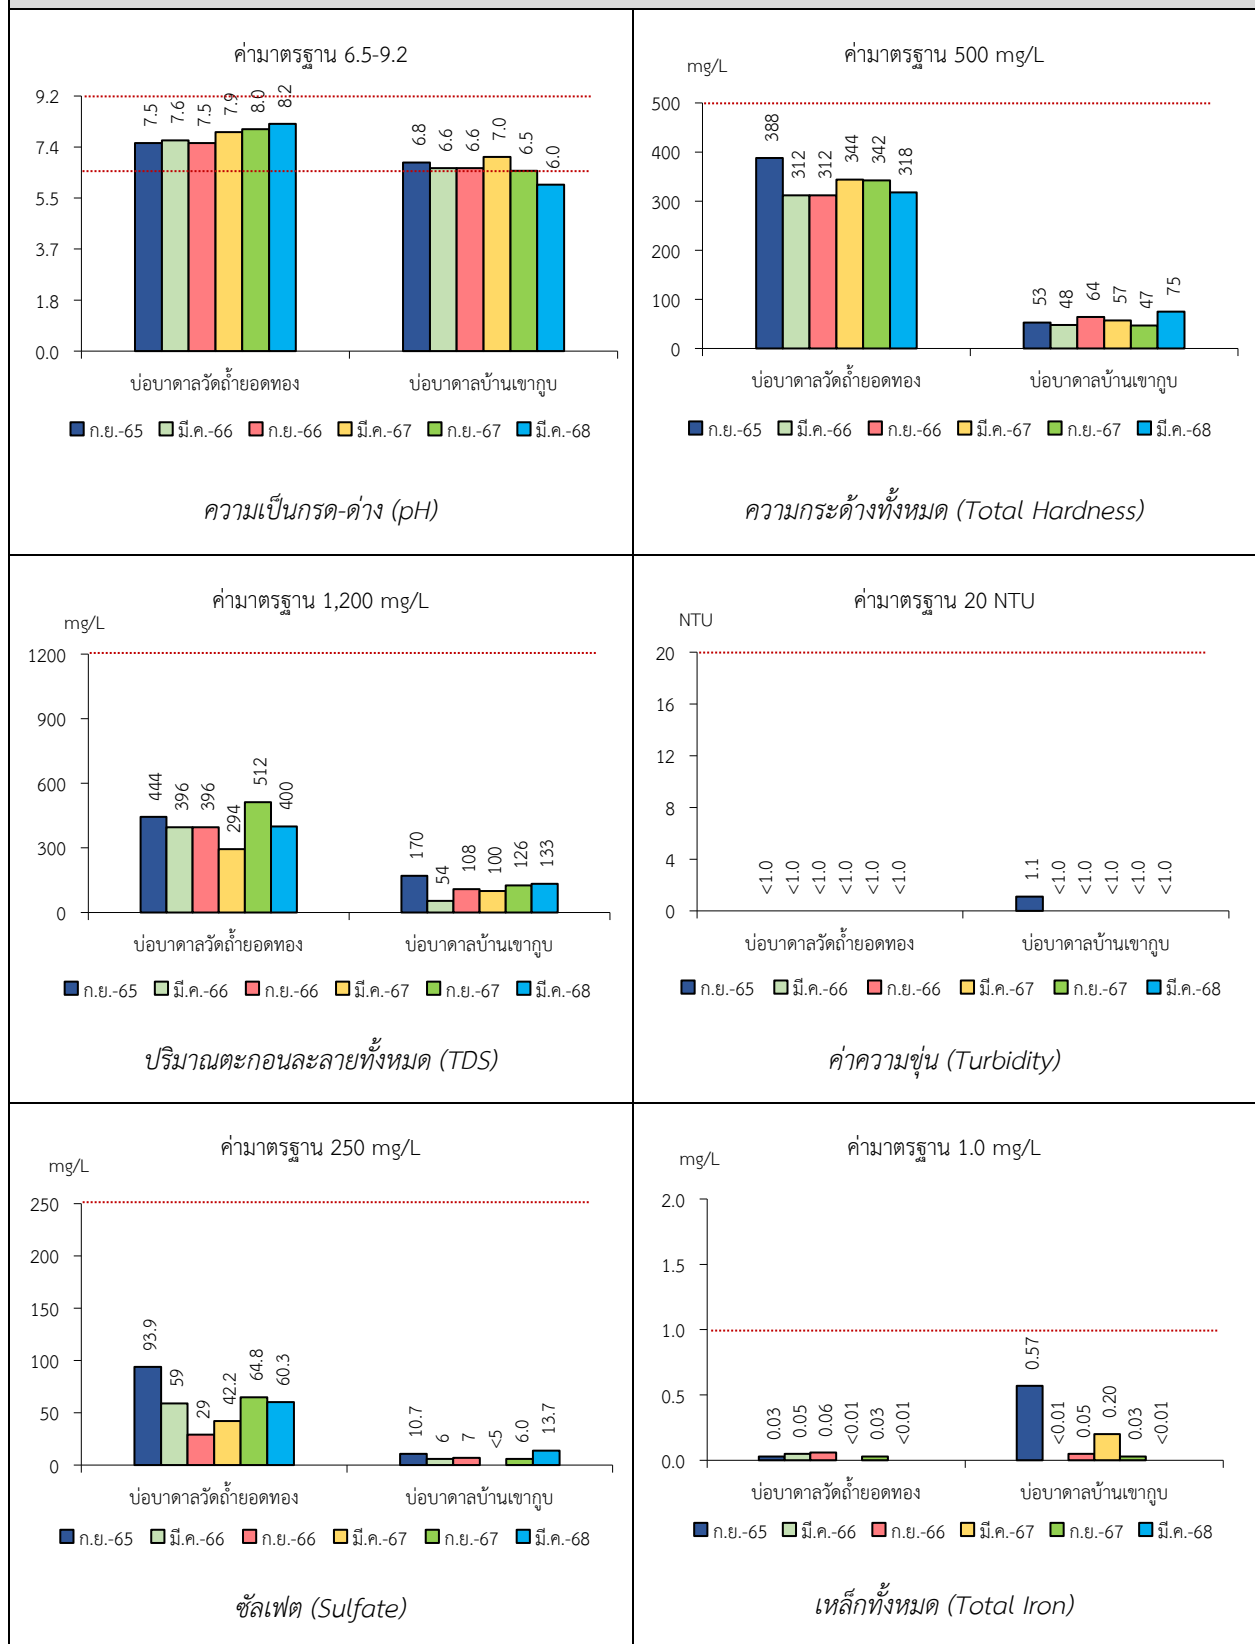 ค่ามาตรฐาน 6.5-9.2
9.2
7.4
5.5
3.7
1.8
0.0
7.5 7.6 7.5 7.9 8.0 8.2
6.8 6.6 6.6 7.0 6.5 6.0
บ่อบาดาลวัดถ้ำยอดทอง บ่อบาดาลบ้านเขากูบ
ก.ย.-65 มี.ค.-66 ก.ย.-66 มี.ค.-67 ก.ย.-67 มี.ค.-68
ความเป็นกรด-ด่าง (pH)
ค่ามาตรฐาน 500 mg/L
mg/L
500
400
300
200
100
0
388 312 312 344 342 318
53 48 64 57 47 75
บ่อบาดาลวัดถ้ำยอดทอง บ่อบาดาลบ้านเขากูบ
ก.ย.-65 มี.ค.-66 ก.ย.-66 มี.ค.-67 ก.ย.-67 มี.ค.-68
ความกระด้างทั้งหมด (Total Hardness)
ค่ามาตรฐาน 1,200 mg/L
mg/L
1200
900
600
300
0
444 396 396 294 512 400
170 54 108 100 126 133
บ่อบาดาลวัดถ้ำยอดทอง บ่อบาดาลบ้านเขากูบ
ก.ย.-65 มี.ค.-66 ก.ย.-66 มี.ค.-67 ก.ย.-67 มี.ค.-68
ปริมาณตะกอนละลายทั้งหมด (TDS)
ค่ามาตรฐาน 20 NTU
NTU
20
16
12
8
4
0
<1.0 <1.0 <1.0 <1.0 <1.0 <1.0
1.1 <1.0 <1.0 <1.0 <1.0 <1.0
บ่อบาดาลวัดถ้ำยอดทอง บ่อบาดาลบ้านเขากูบ
ก.ย.-65 มี.ค.-66 ก.ย.-66 มี.ค.-67 ก.ย.-67 มี.ค.-68
ค่าความขุ่น (Turbidity)
ค่ามาตรฐาน 250 mg/L
mg/L
250
200
150
100
50
0
93.9 59 29 42.2 64.8 60.3
10.7 6 7 <5 6.0 13.7
บ่อบาดาลวัดถ้ำยอดทอง บ่อบาดาลบ้านเขากูบ
ก.ย.-65 มี.ค.-66 ก.ย.-66 มี.ค.-67 ก.ย.-67 มี.ค.-68
ซัลเฟต (Sulfate)
ค่ามาตรฐาน 1.0 mg/L
mg/L
2.0
1.5
1.0
0.5
0.0
0.03 0.05 0.06 <0.01 0.03 <0.01
0.57 <0.01 0.05 0.20 0.03 <0.01
บ่อบาดาลวัดถ้ำยอดทอง บ่อบาดาลบ้านเขากูบ
ก.ย.-65 มี.ค.-66 ก.ย.-66 มี.ค.-67 ก.ย.-67 มี.ค.-68
เหล็กทั้งหมด (Total Iron)